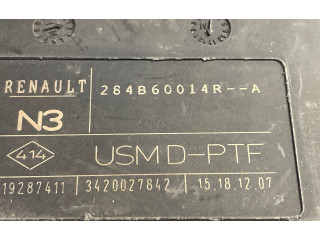 RENAULT 284B60014R--A
N3
414 USM D-PTF
19287411 3420027842 15.18.12.07